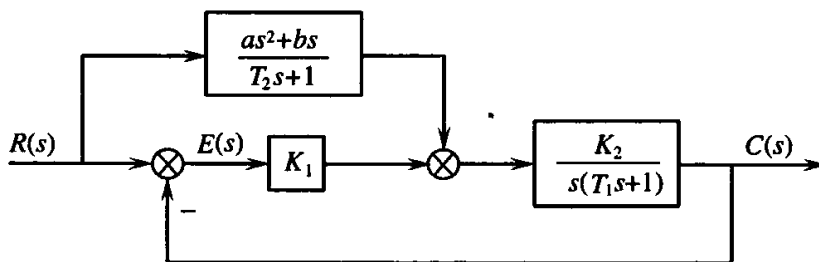 as²+bs
T₂s+1
R(s)
E(s)
K₁
K₂
s(T₁s+1)
C(s)
−